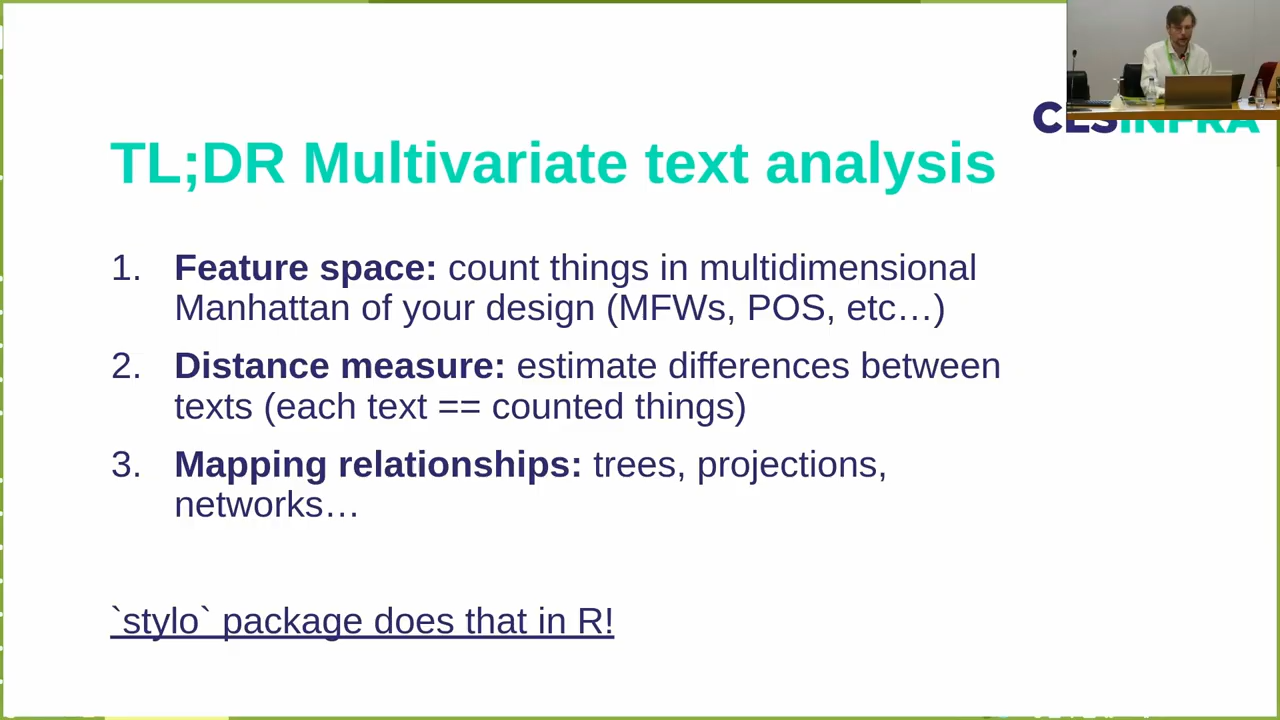 CLSINFRA
TL;DR Multivariate text analysis
1. Feature space: count things in multidimensional
Manhattan of your design (MFWs, POS, etc…)
2. Distance measure: estimate differences between
texts (each text == counted things)
3. Mapping relationships: trees, projections,
networks…
`stylo` package does that in R!